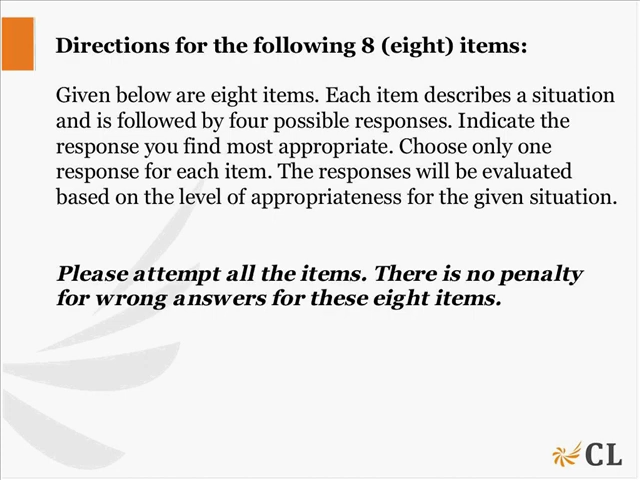 Directions for the following 8 (eight) items:
Given below are eight items. Each item describes a situation
and is followed by four possible responses. Indicate the
response you find most appropriate. Choose only one
response for each item. The responses will be evaluated
based on the level of appropriateness for the given situation.
Please attempt all the items. There is no penalty
for wrong answers for these eight items.
CL